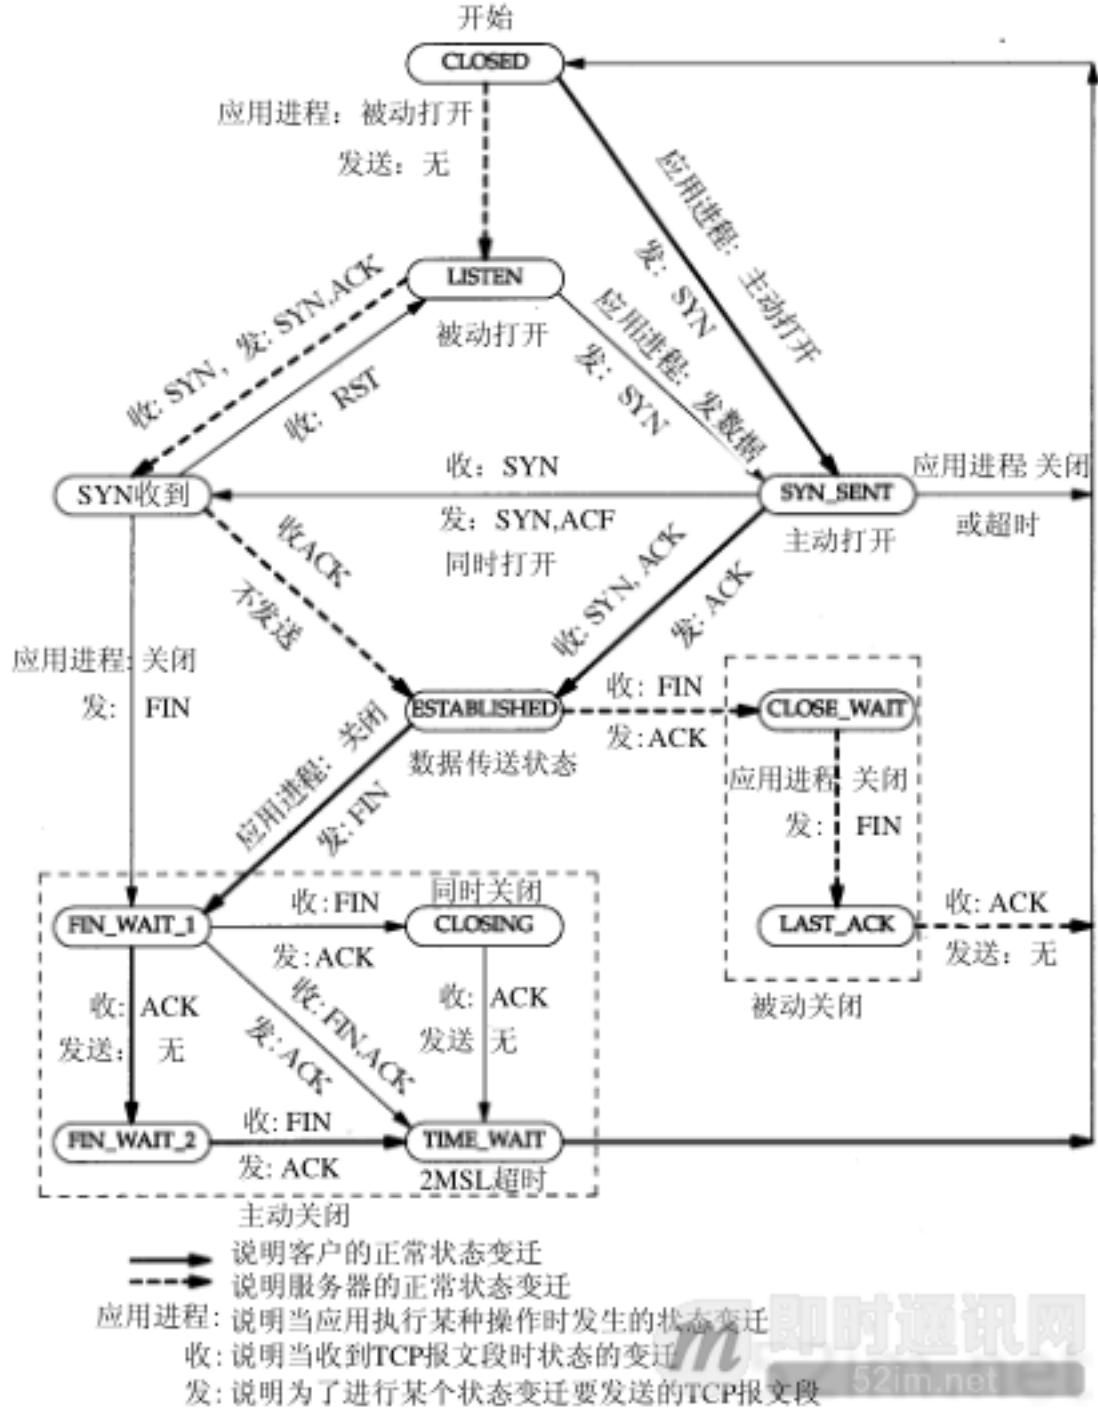 开始
CLOSED
应用进程：被动打开
发送：无
应用进程：主动打开
发：SYN
LISTEN
被动打开
收：SYN，发：SYN,ACK
收：RST
应用进程：发数据
发：SYN
SYN收到
收：SYN
发：SYN,ACF
同时打开
SYN_SENT
主动打开
应用进程：关闭
或超时
收ACK
不发送
收：SYN, ACK
发：ACK
应用进程：关闭
发：FIN
ESTABLISHED
数据传送状态
收：FIN
发：ACK
CLOSE_WAIT
应用进程：关闭
发：FIN
应用进程 关闭
发：FIN
LAST_ACK
收：ACK
发送：无
被动关闭
FIN_WAIT_1
收：FIN
发：ACK
同时关闭
CLOSING
收：ACK
发送：无
收：FIN,ACK
发：ACK
收：ACK
发送 无
FIN_WAIT_2
收：FIN
发：ACK
TIME_WAIT
2MSL超时
主动关闭
说明客户的正常状态变迁
说明服务器的正常状态变迁
应用进程：说明当应用执行某种操作时发生的状态变迁
收：说明当收到TCP报文段时状态的变迁
发：说明为了进行某个状态变迁要发送的TCP报文段
即时通讯网
52im.net